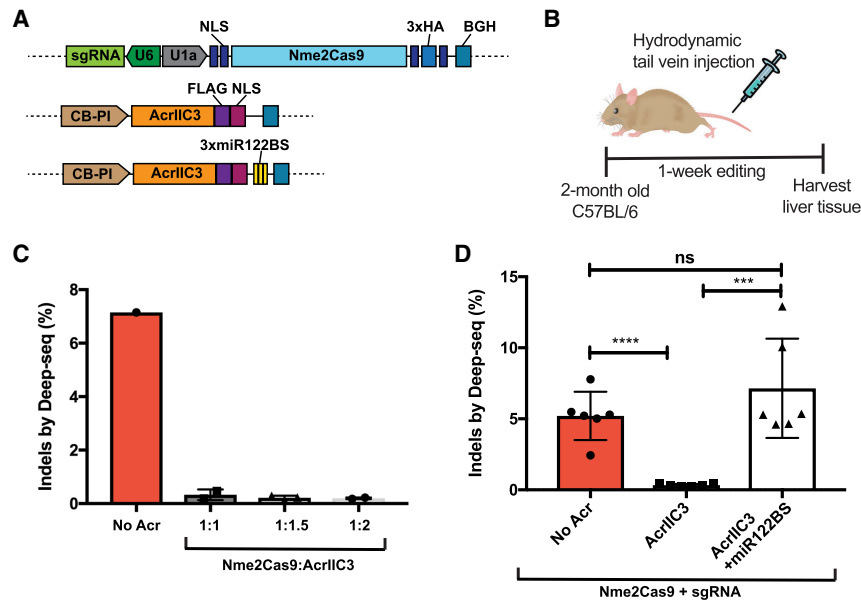 A
NLS
3xHA
BGH
sgRNA
U6
U1a
Nme2Cas9
FLAG
NLS
CB-PI
AcrIIC3
3xmiR122BS
CB-PI
AcrIIC3
B
Hydrodynamic
tail vein injection
1-week editing
2-month old
C57BL/6
Harvest
liver tissue
C
Indels by Deep-seq (%)
8
6
4
2
0
No Acr
1:1
1:1.5
1:2
Nme2Cas9:AcrIIC3
D
Indels by Deep-seq (%)
15
10
5
0
ns
***
****
No Acr
AcrIIC3
AcrIIC3
+miR122BS
Nme2Cas9 + sgRNA